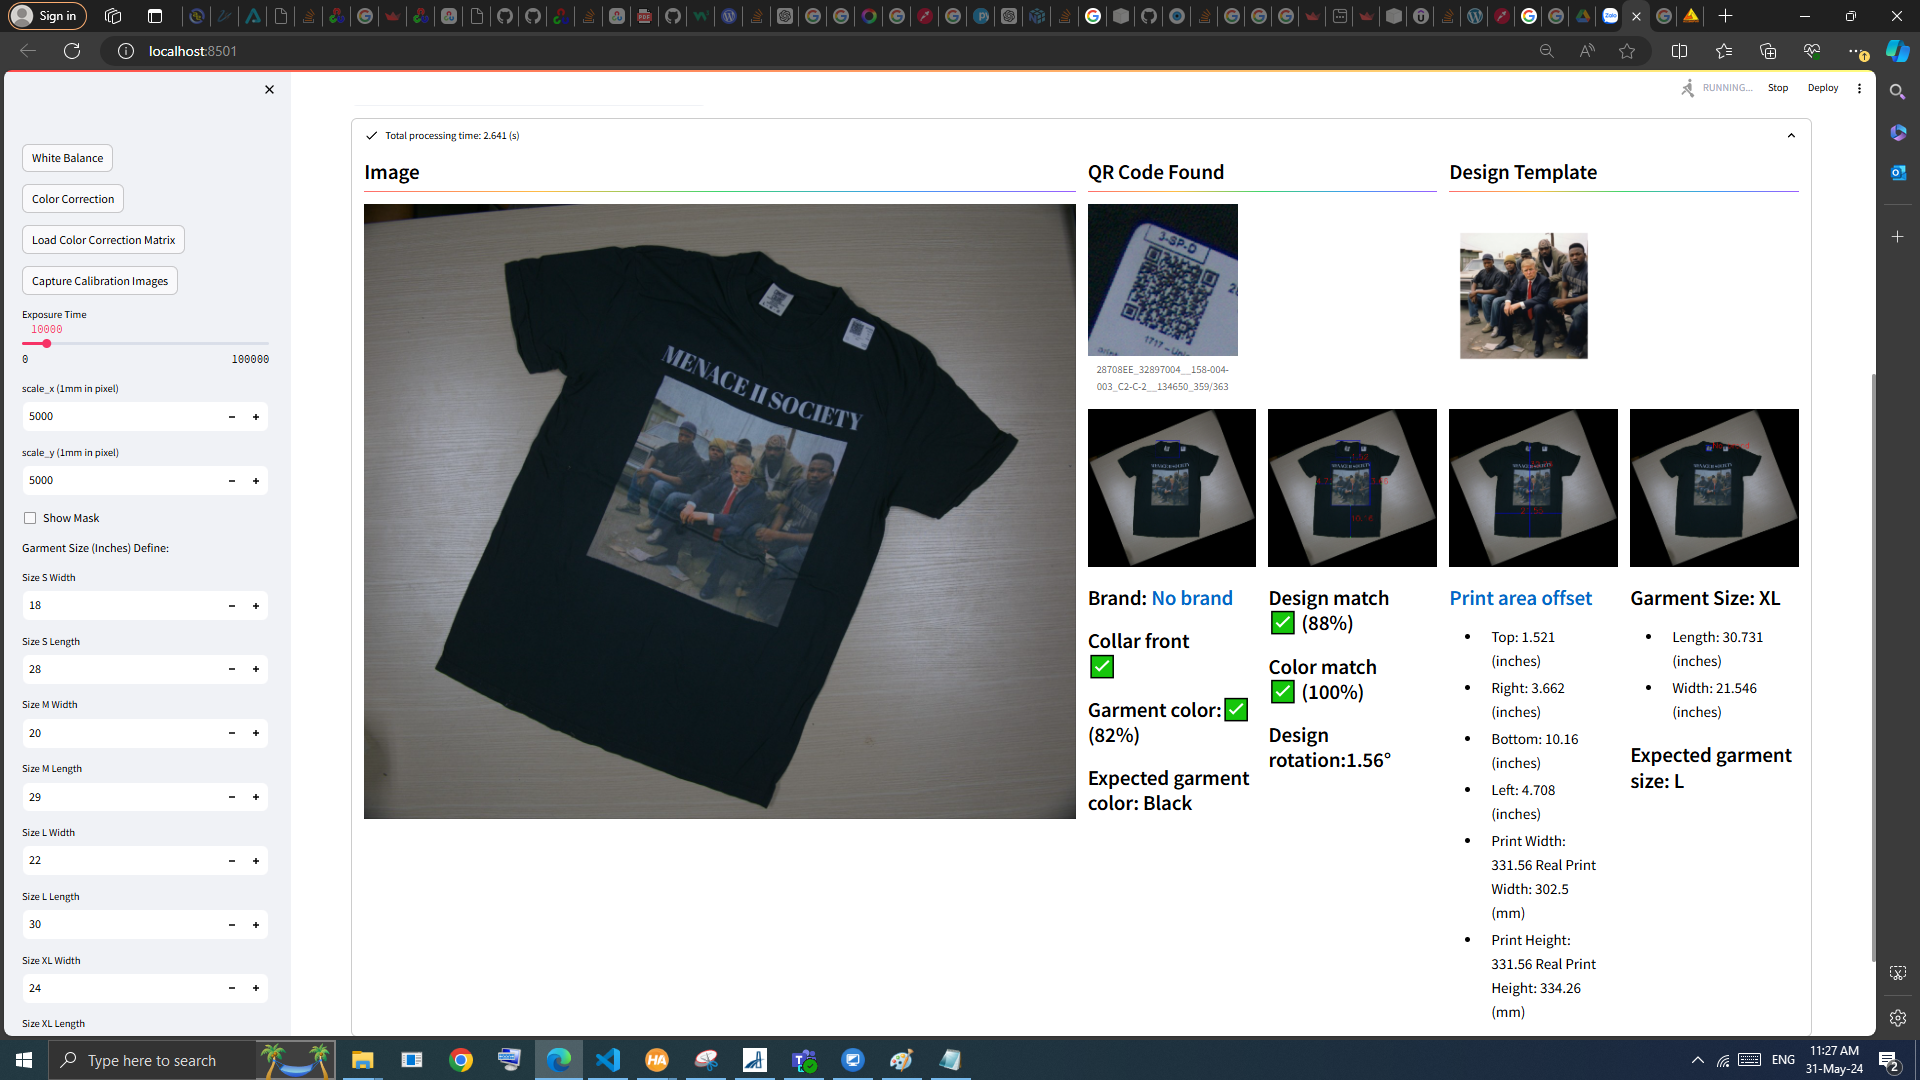 Sign in
localhost:8501
RUNNING...
Stop
Deploy
White Balance
Color Correction
Load Color Correction Matrix
Capture Calibration Images
Exposure Time
10000
0
100000
scale_x (1mm in pixel)
5000
scale_y (1mm in pixel)
5000
Show Mask
Garment Size (Inches) Define:
Size S Width
18
Size S Length
28
Size M Width
20
Size M Length
29
Size L Width
22
Size L Length
30
Size XL Width
24
Size XL Length
Total processing time: 2.641 (s)
Image
MENACE II SOCIETY
QR Code Found
J-SP-D
28708EE_32897004__158-004-
003_C2-C-2__134650_359/363
Design Template
Brand: No brand
Collar front
Garment color:
(82%)
Expected garment
color: Black
Design match
(88%)
Color match
(100%)
Design
rotation:1.56°
Print area offset
Top: 1.521
(inches)
Right: 3.662
(inches)
Bottom: 10.16
(inches)
Left: 4.708
(inches)
Print Width:
331.56 Real Print
Width: 302.5
(mm)
Print Height:
331.56 Real Print
Height: 334.26
(mm)
Garment Size: XL
Length: 30.731
(inches)
Width: 21.546
(inches)
Expected garment
size: L
Type here to search
ENG
11:27 AM
31-May-24
2